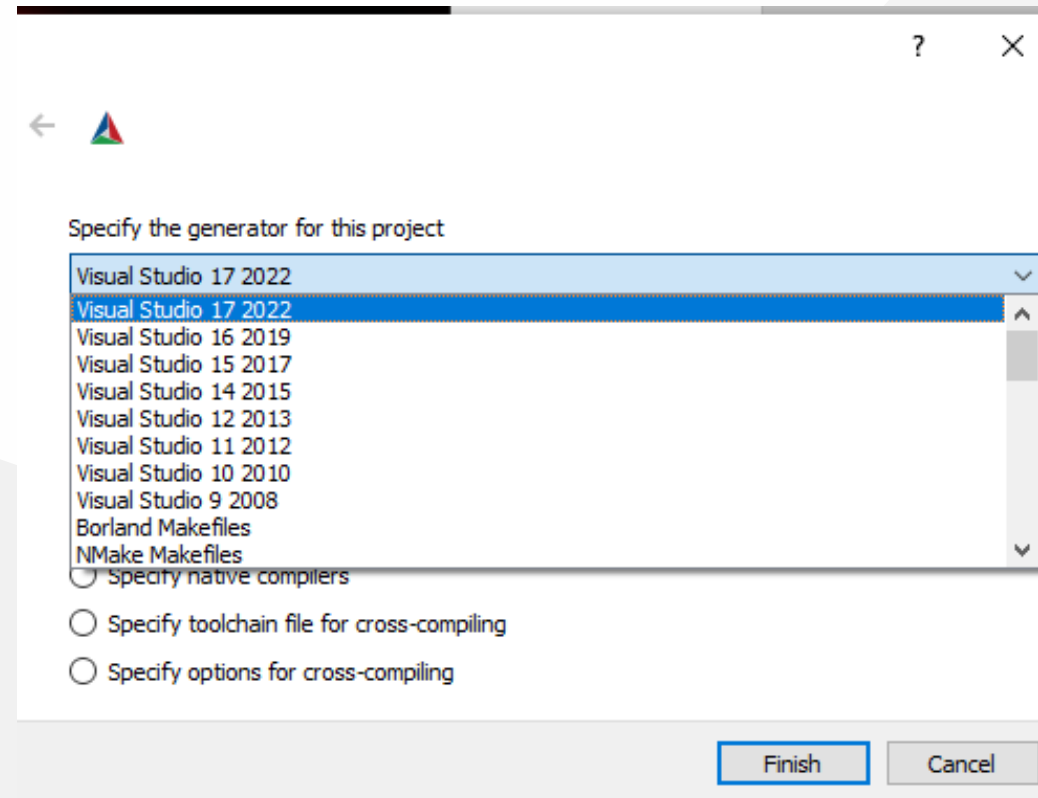 ?
Specify the generator for this project
Visual Studio 17 2022
Visual Studio 17 2022
Visual Studio 16 2019
Visual Studio 15 2017
Visual Studio 14 2015
Visual Studio 12 2013
Visual Studio 11 2012
Visual Studio 10 2010
Visual Studio 9 2008
Borland Makefiles
NMake Makefiles
Specify native compilers
Specify toolchain file for cross-compiling
Specify options for cross-compiling
Finish Cancel